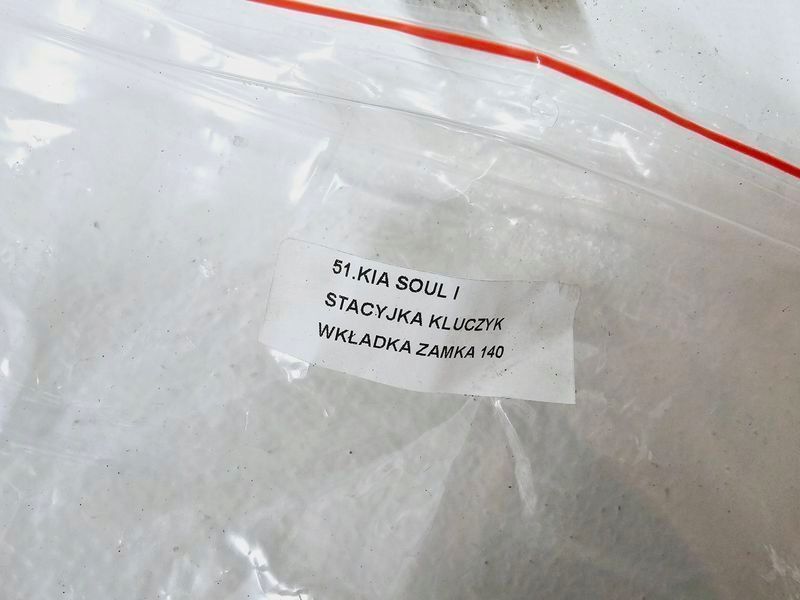 51.KIA SOUL I
STACYJKA KLUCZYK
WKŁADKA ZAMKA 140